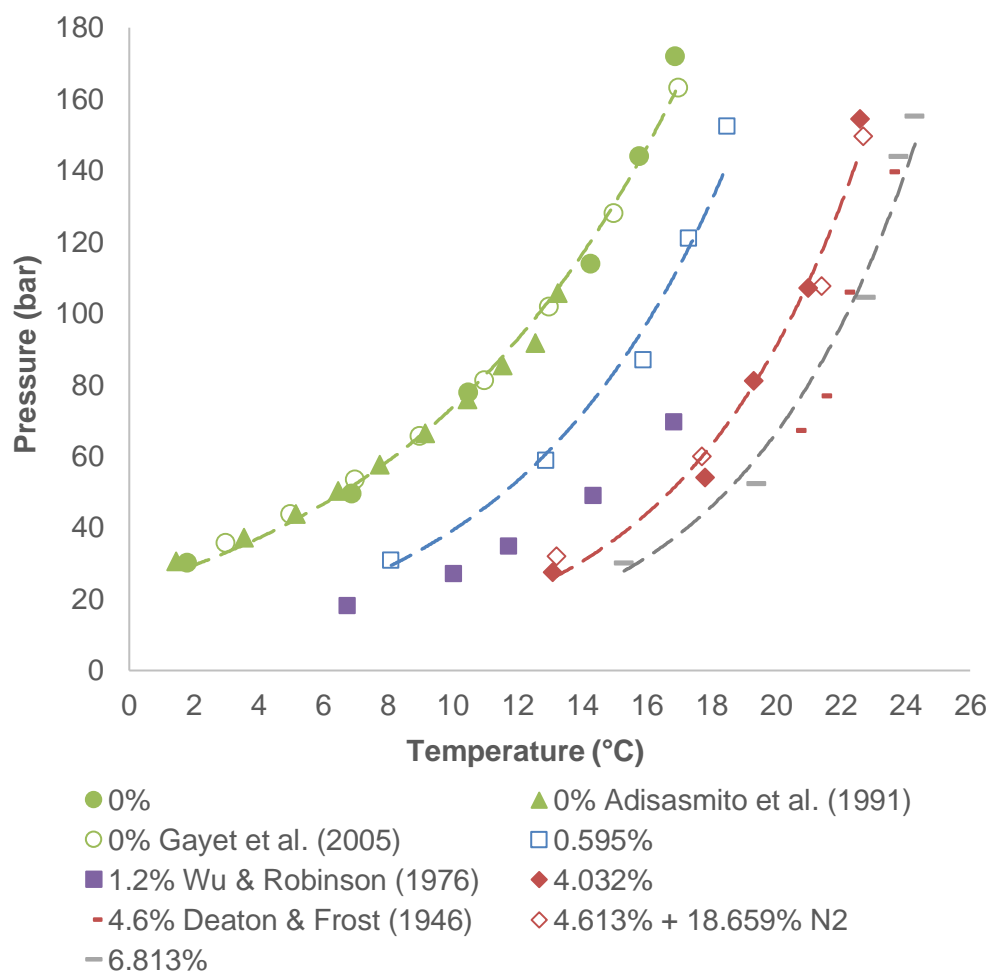 180
160
140
120
100
80
60
40
20
0
Pressure (bar)
0 2 4 6 8 10 12 14 16 18 20 22 24 26
Temperature (°C)
0% 0% Adisasmito et al. (1991)
0% Gayet et al. (2005) 0.595%
1.2% Wu & Robinson (1976) 4.032%
4.6% Deaton & Frost (1946) 4.613% + 18.659% N2
6.813%